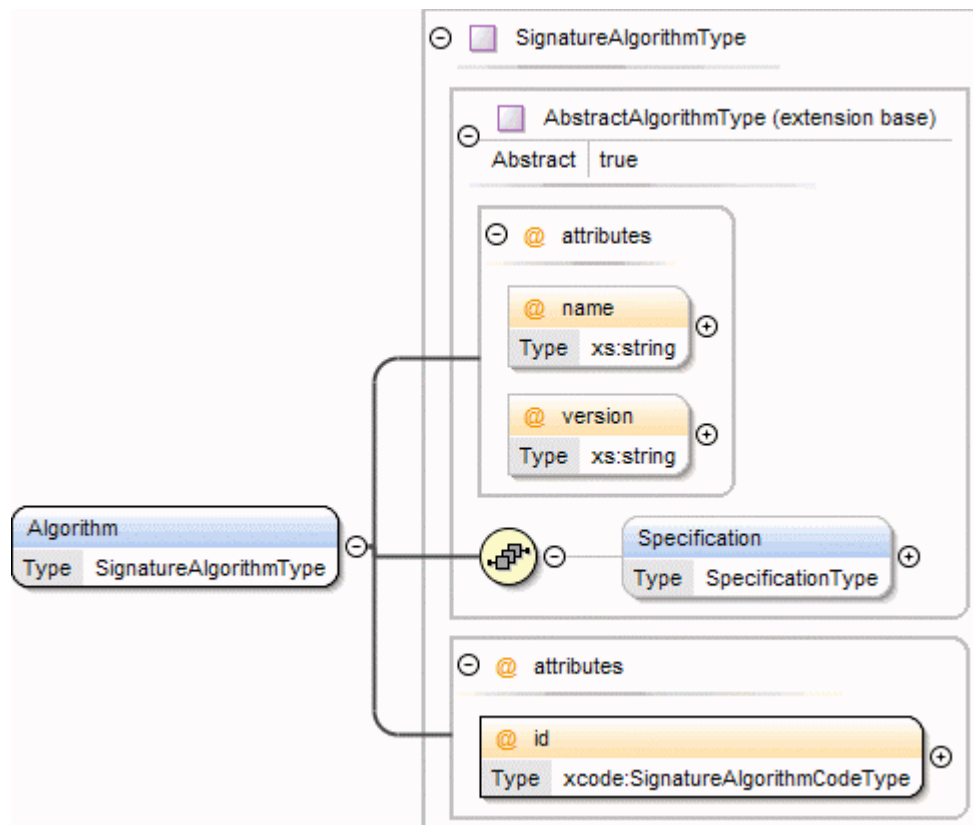 SignatureAlgorithmType
AbstractAlgorithmType (extension base)
Abstract true
@ attributes
@ name
Type xs:string
@ version
Type xs:string
Algorithm
Type SignatureAlgorithmType
Specification
Type SpecificationType
@ attributes
@ id
Type xcode:SignatureAlgorithmCodeType